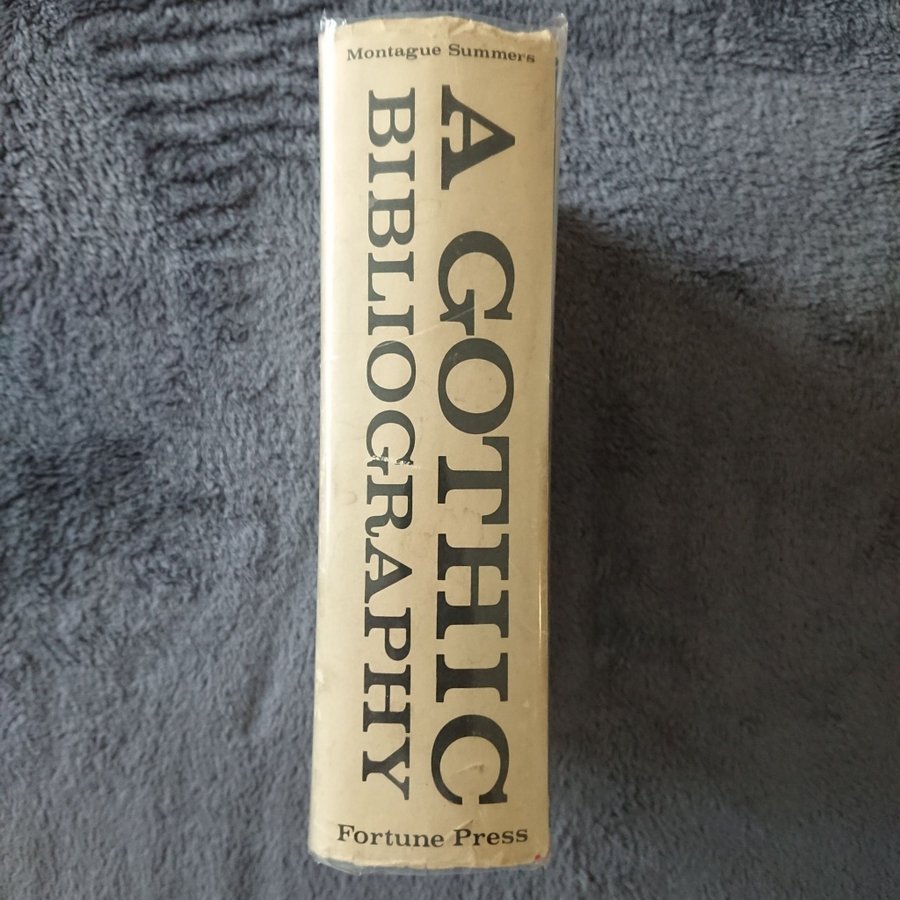 Montague Summers
A GOTHIC
BIBLIOGRAPHY
Fortune Press